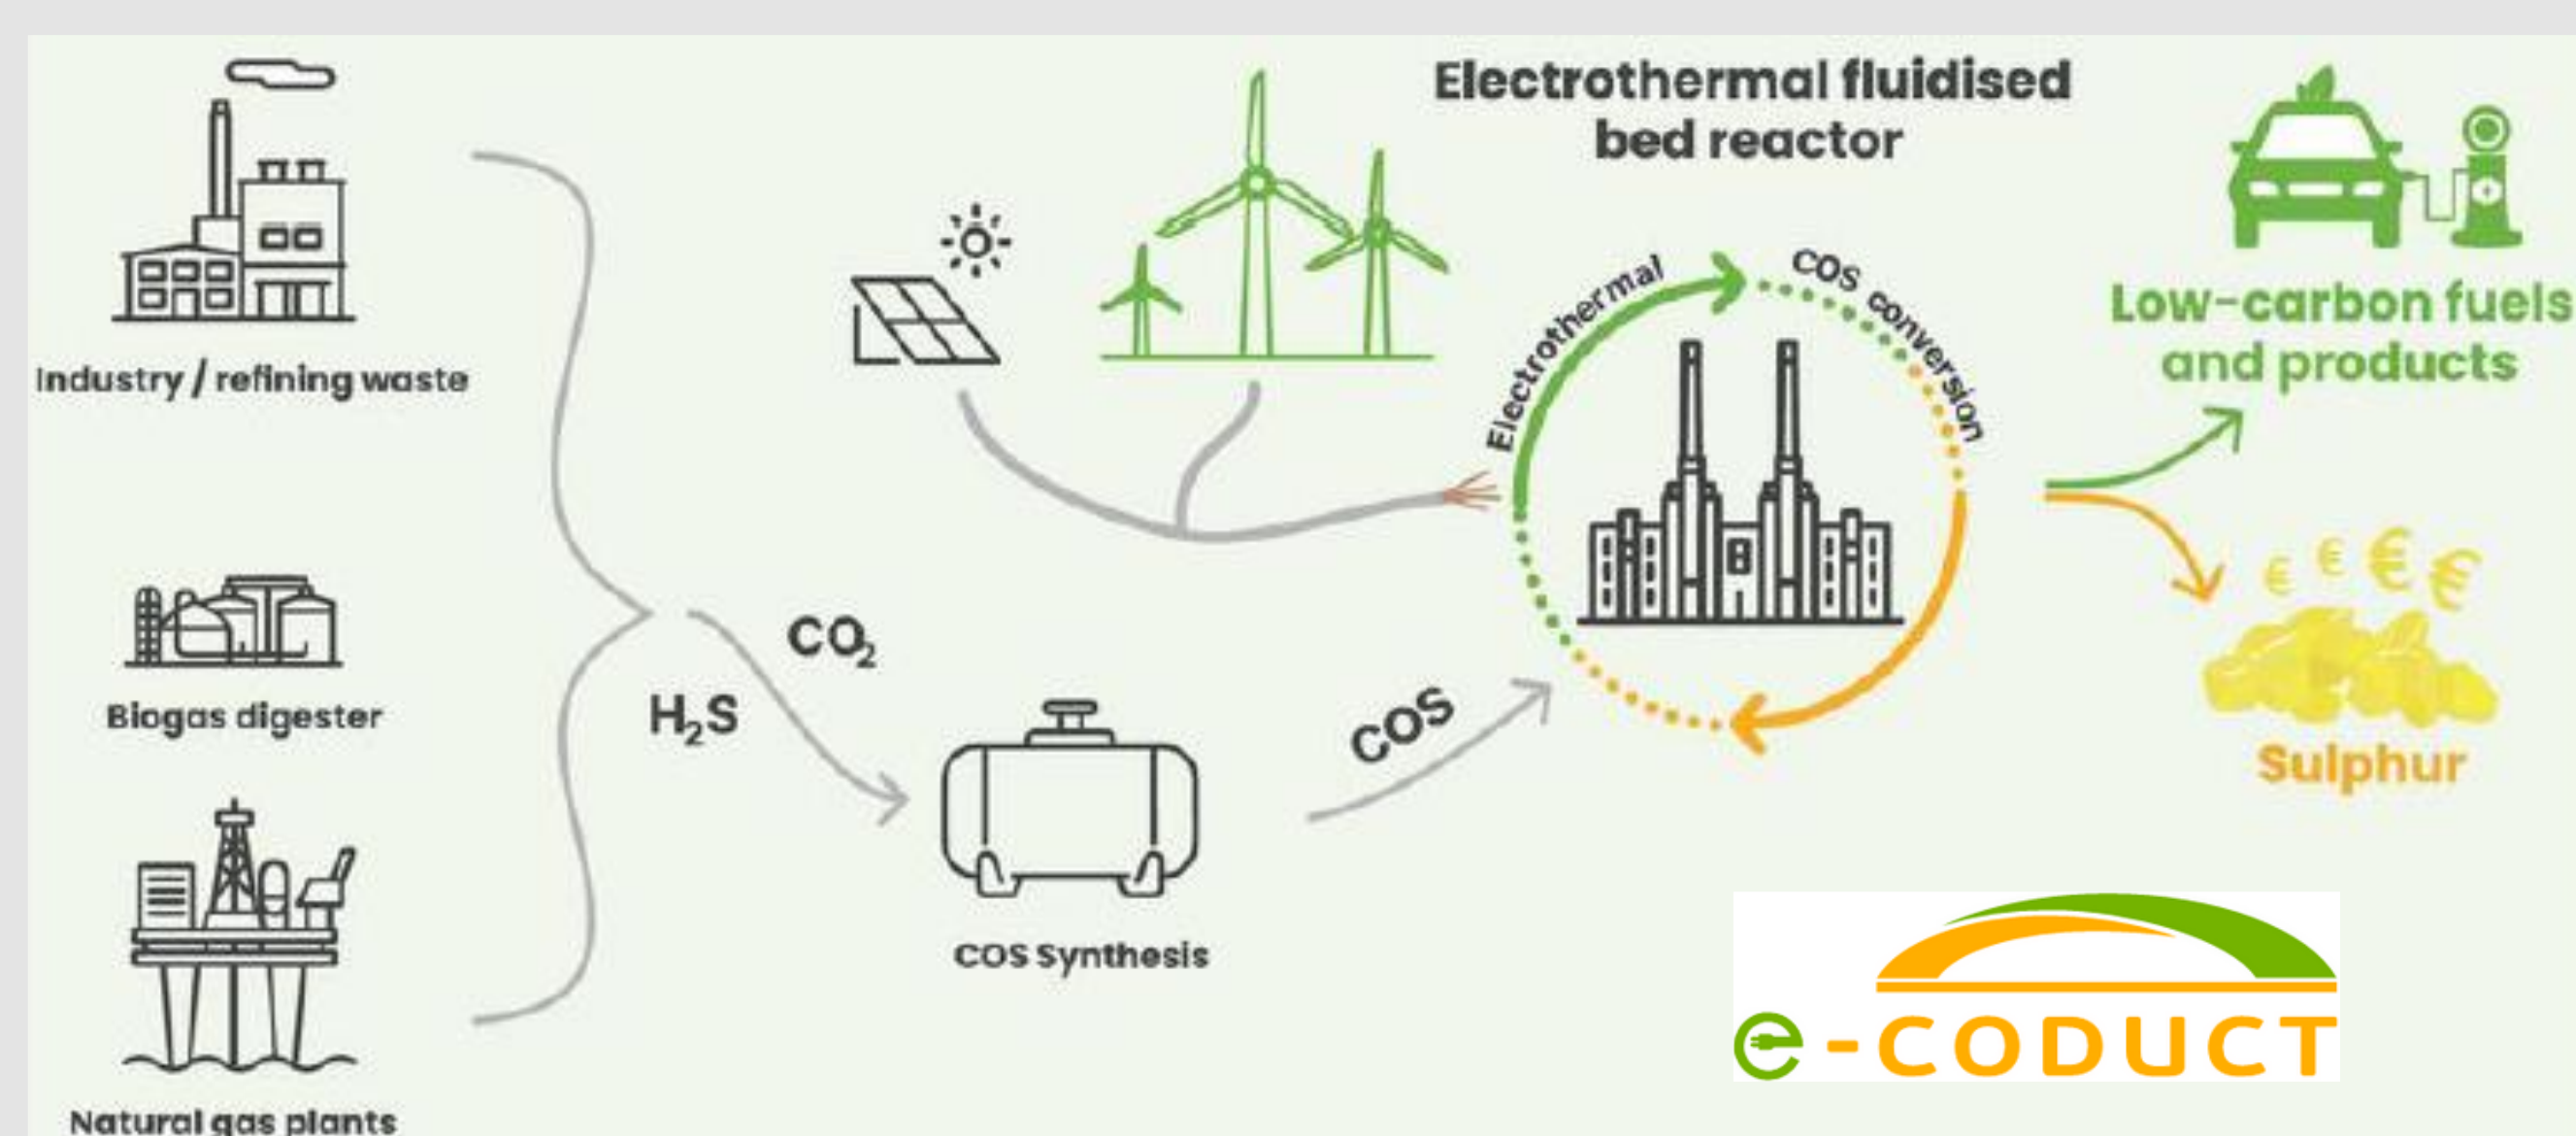 Industry / refining waste
Biogas digester
Natural gas plants
CO₂
H₂S
COS Synthesis
COS
Electrothermal fluidised
bed reactor
Electrothermal
COS conversion
Low-carbon fuels
and products
€ € € €
Sulphur
e-CODUCT